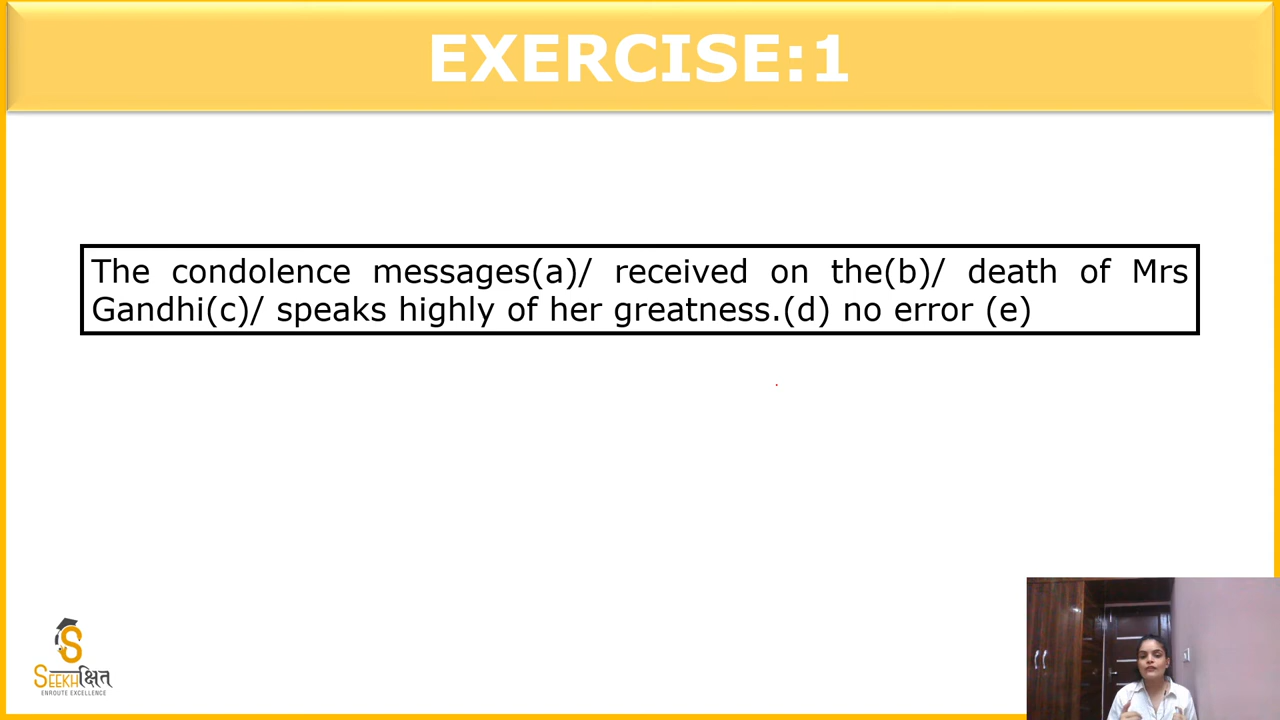 EXERCISE:1
The condolence messages(a)/ received on the(b)/ death of Mrs
Gandhi(c)/ speaks highly of her greatness.(d) no error (e)
SEEKHक्षित
ENROUTE EXCELLENCE